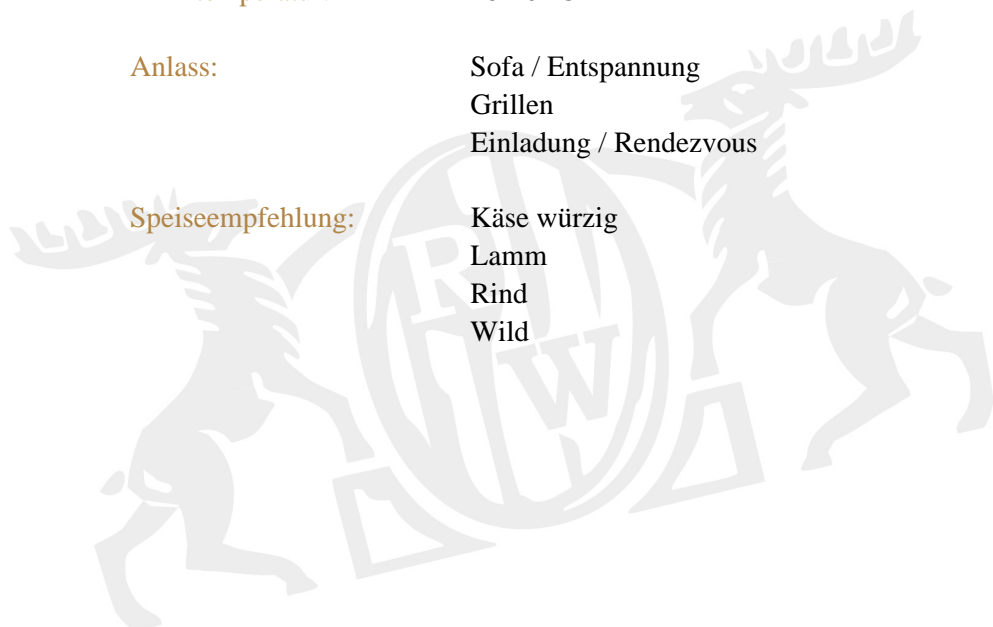 Anlass: Sofa / Entspannung
Grillen
Einladung / Rendezvous
Speiseempfehlung: Käse würzig
Lamm
Rind
Wild
R W